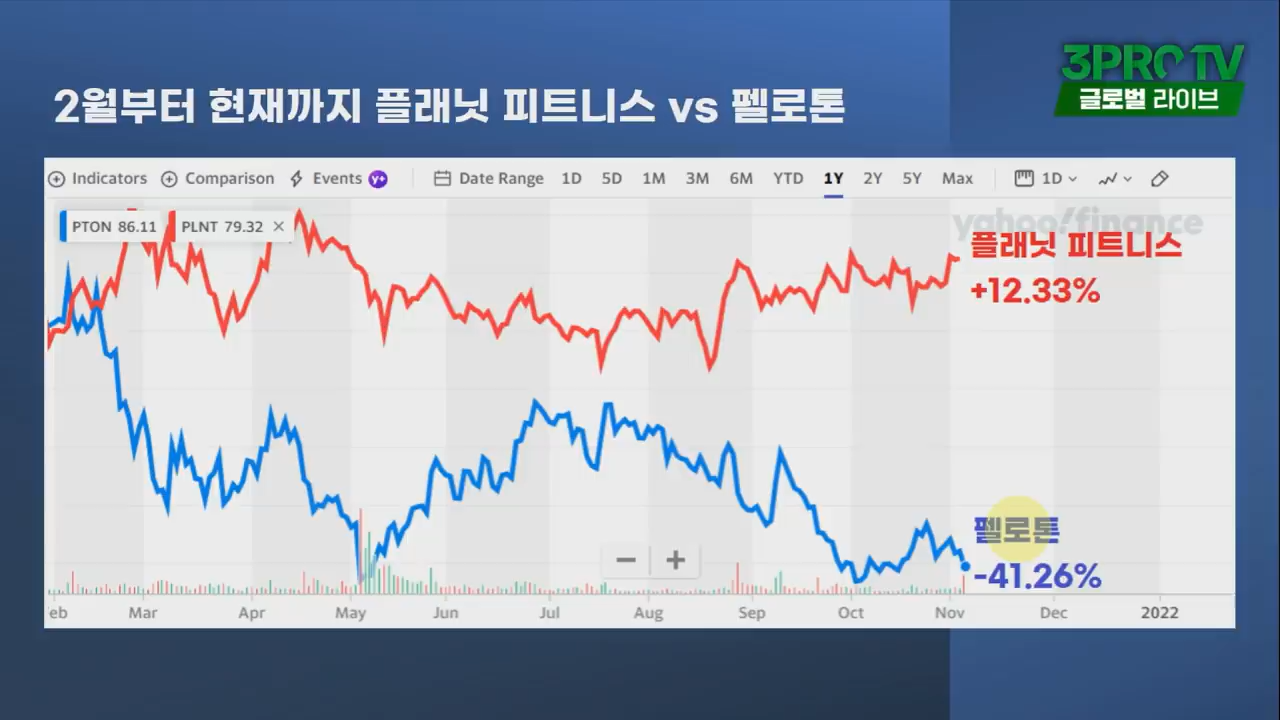 3PRO TV
글로벌 라이브
2월부터 현재까지 플래닛 피트니스 vs 펠로톤
Indicators Comparison Events Y+ Date Range 1D 5D 1M 3M 6M YTD 1Y 2Y 5Y Max 1D
PTON 86.11 PLNT 79.32 ×
yahoo!finance
플래닛 피트니스
+12.33%
펠로톤
-41.26%
eb Mar Apr May Jun Jul Aug Sep Oct Nov Dec 2022